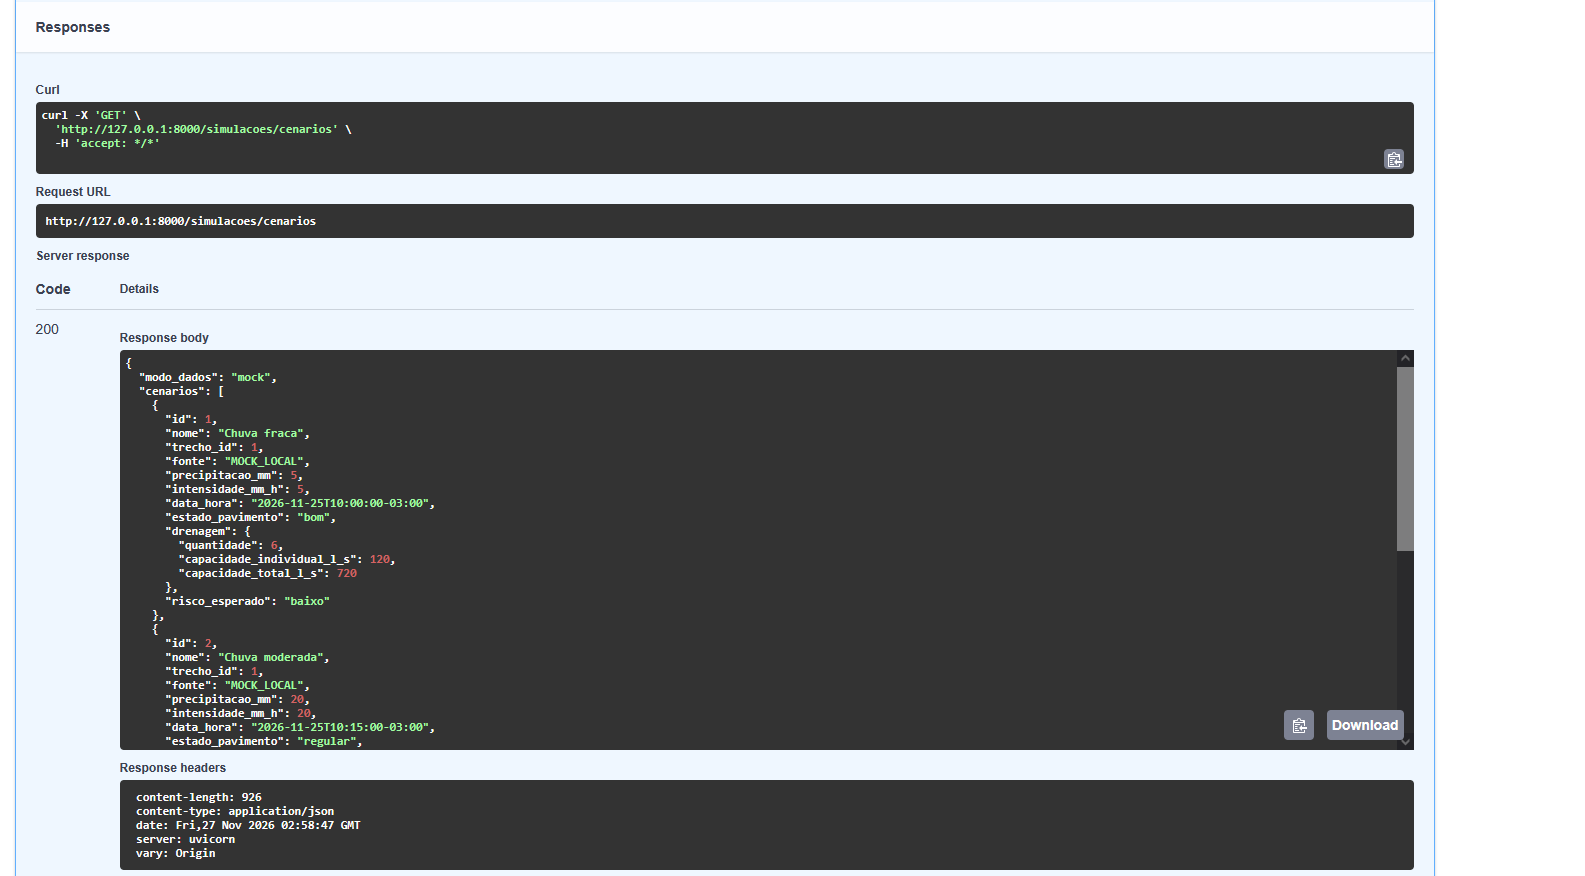 Responses
Curl
curl -X 'GET' \
  'http://127.0.0.1:8000/simulacoes/cenarios' \
  -H 'accept: */*'
Request URL
http://127.0.0.1:8000/simulacoes/cenarios
Server response
Code	Details
200
Response body
{
  "modo_dados": "mock",
  "cenarios": [
    {
      "id": 1,
      "nome": "Chuva fraca",
      "trecho_id": 1,
      "fonte": "MOCK_LOCAL",
      "precipitacao_mm": 5,
      "intensidade_mm_h": 5,
      "data_hora": "2026-11-25T10:00:00-03:00",
      "estado_pavimento": "bom",
      "drenagem": {
        "quantidade": 6,
        "capacidade_individual_l_s": 120,
        "capacidade_total_l_s": 720
      },
      "risco_esperado": "baixo"
    },
    {
      "id": 2,
      "nome": "Chuva moderada",
      "trecho_id": 1,
      "fonte": "MOCK_LOCAL",
      "precipitacao_mm": 20,
      "intensidade_mm_h": 20,
      "data_hora": "2026-11-25T10:15:00-03:00",
      "estado_pavimento": "regular",
Download
Response headers
content-length: 926
content-type: application/json
date: Fri,27 Nov 2026 02:58:47 GMT
server: uvicorn
vary: Origin